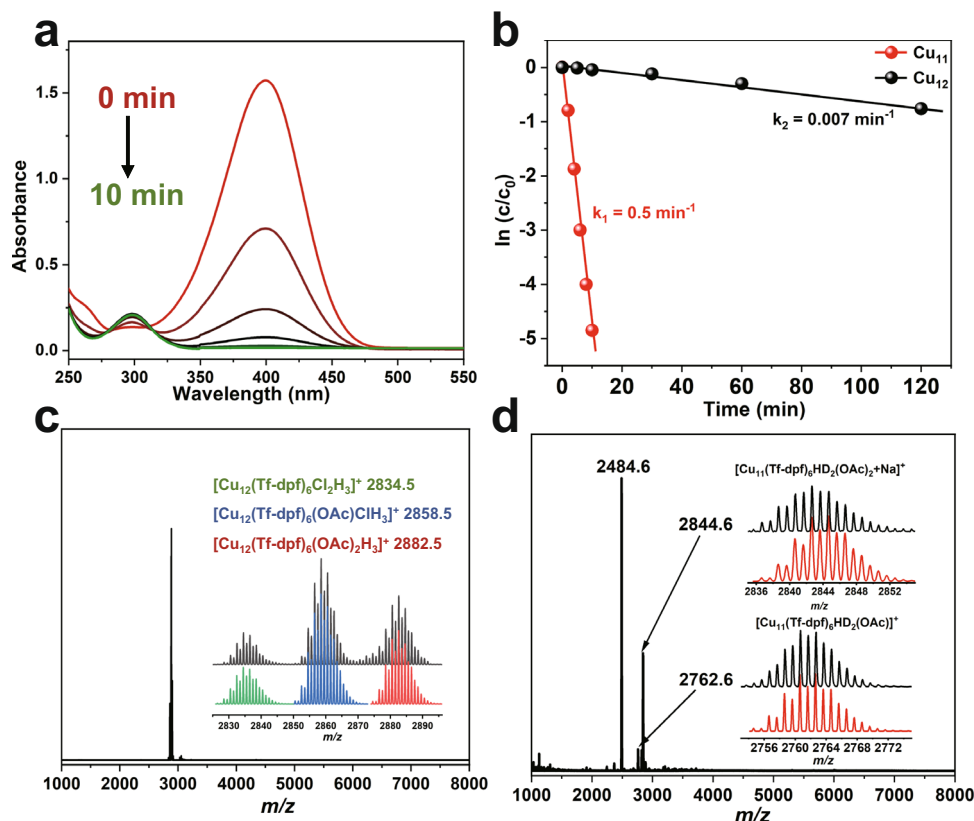 a
0 min
10 min
Absorbance
1.5
1.0
0.5
0.0
250 300 350 400 450 500 550
Wavelength (nm)
b
Cu₁₁
Cu₁₂
k₂ = 0.007 min⁻¹
k₁ = 0.5 min⁻¹
ln (c/c₀)
0
-1
-2
-3
-4
-5
0 20 40 60 80 100 120
Time (min)
c
[Cu₁₂(Tf-dpf)₆Cl₂H₃]⁺ 2834.5
[Cu₁₂(Tf-dpf)₆(OAc)ClH₃]⁺ 2858.5
[Cu₁₂(Tf-dpf)₆(OAc)₂H₃]⁺ 2882.5
2830 2840 2850 2860 2870 2880 2890
m/z
1000 2000 3000 4000 5000 6000 7000 8000
m/z
d
2484.6
2844.6
2762.6
[Cu₁₁(Tf-dpf)₆HD₂(OAc)₂+Na]⁺
2836 2840 2844 2848 2852
m/z
[Cu₁₁(Tf-dpf)₆HD₂(OAc)]⁺
2756 2760 2764 2768 2772
m/z
1000 2000 3000 4000 5000 6000 7000 8000
m/z